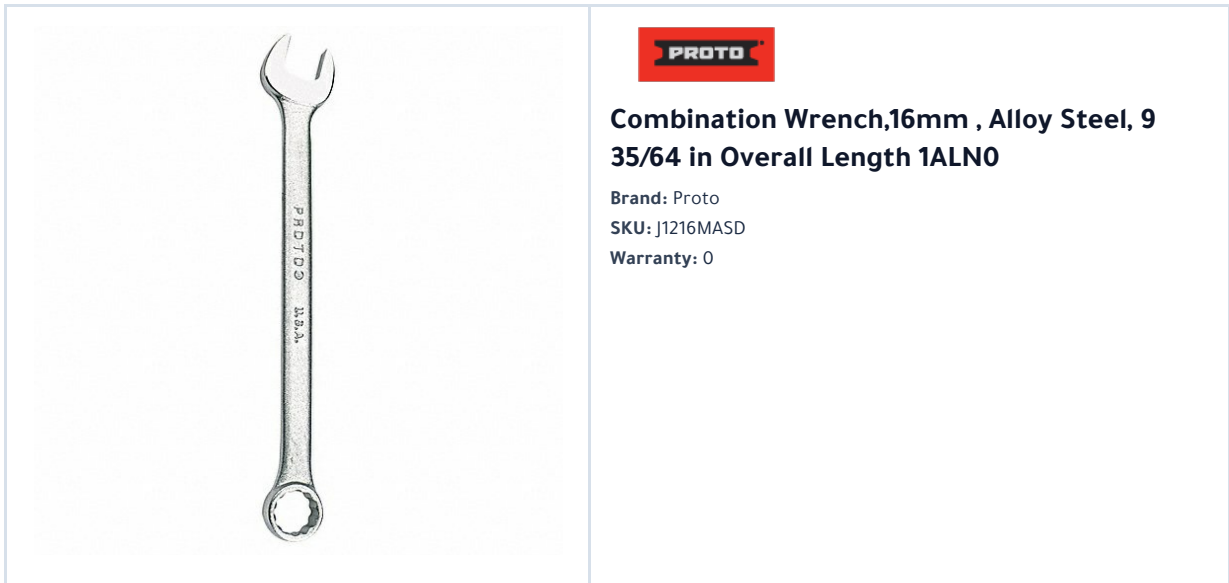 PROTO
U.S.A.
PROTO
Combination Wrench,16mm , Alloy Steel, 9
35/64 in Overall Length 1ALN0
Brand: Proto
SKU: J1216MASD
Warranty: 0